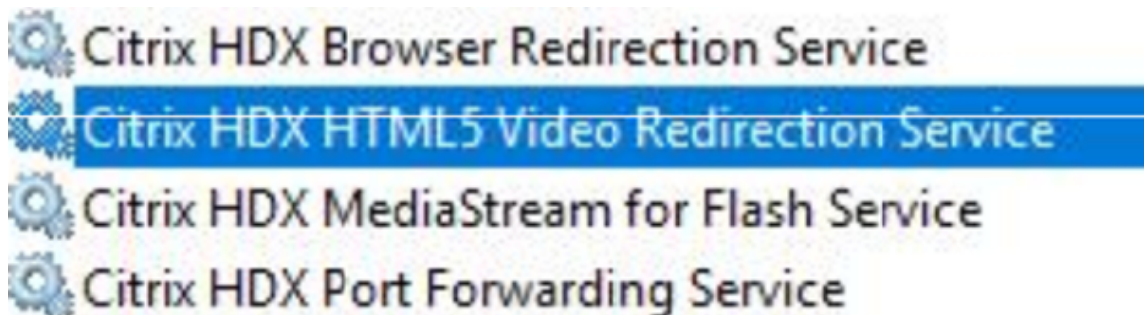 Citrix HDX Browser Redirection Service
Citrix HDX HTML5 Video Redirection Service
Citrix HDX MediaStream for Flash Service
Citrix HDX Port Forwarding Service